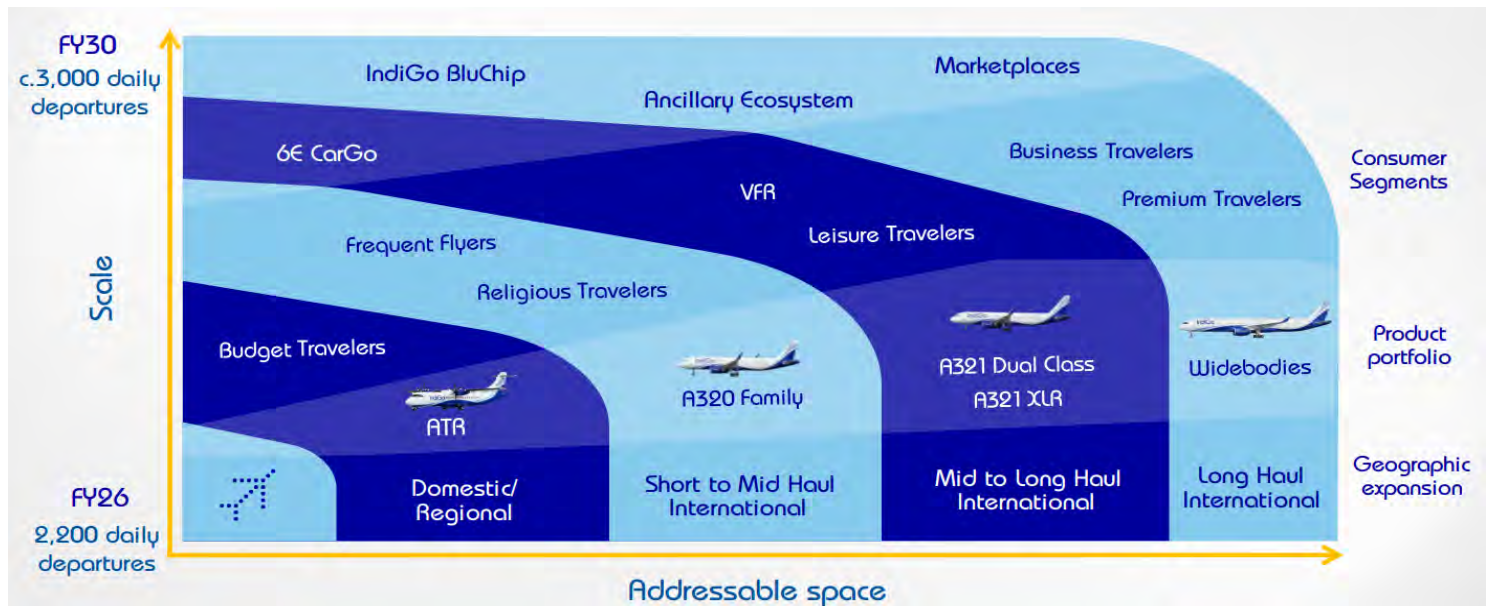 FY30
c.3,000 daily
departures
Scale
FY26
2,200 daily
departures
IndiGo BluChip
Ancillary Ecosystem
Marketplaces
6E CarGo
VFR
Business Travelers
Premium Travelers
Leisure Travelers
Frequent Flyers
Religious Travelers
Budget Travelers
ATR
A320 Family
A321 Dual Class
A321 XLR
Widebodies
Domestic/
Regional
Short to Mid Haul
International
Mid to Long Haul
International
Long Haul
International
Consumer
Segments
Product
portfolio
Geographic
expansion
Addressable space
IndiGo
IndiGo